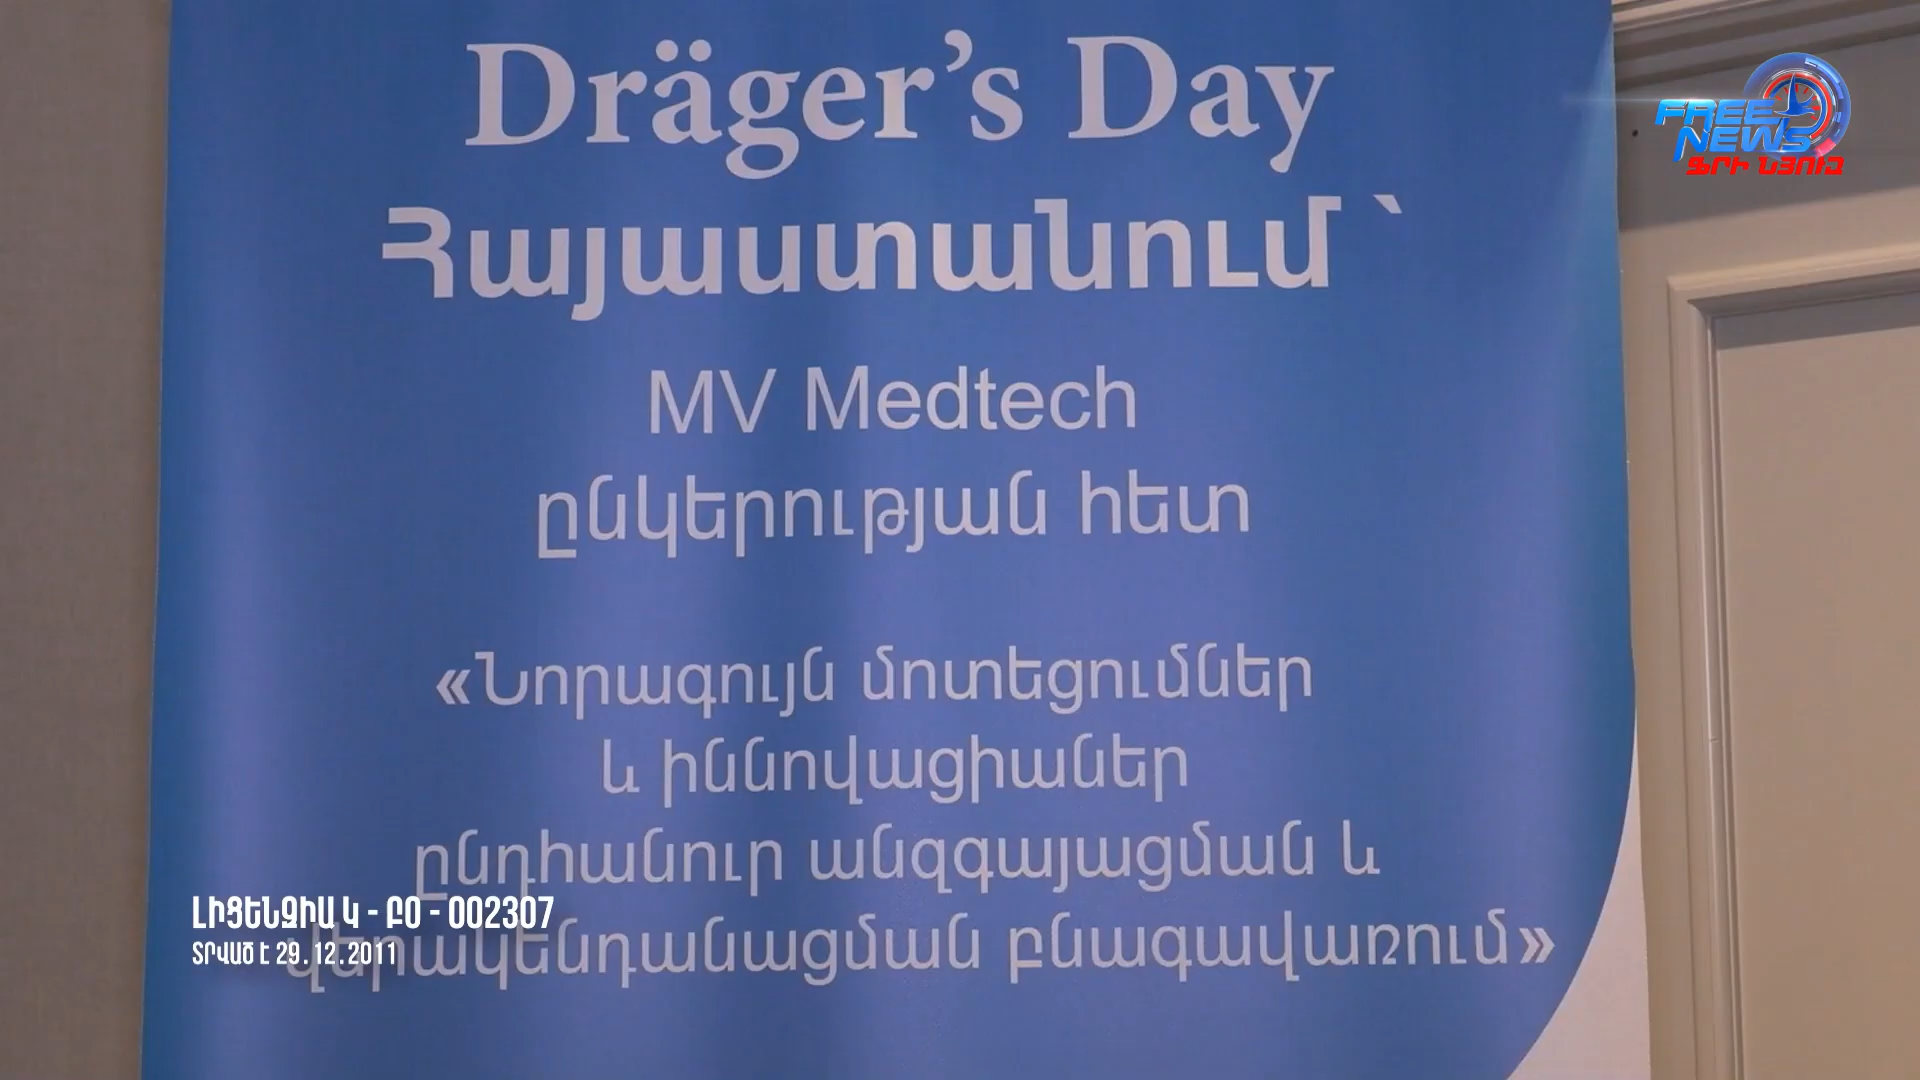 Dräger's Day
Հայաստանում ՝
MV Medtech
ընկերության հետ
«Նորագույն մոտեցումներ
և իննովացիաներ
ընդհանուր անզգայացման և
վերակենդանացման բնագավառում»
FREE
NEWS
ՖՐԻ ՆՅՈՒԶ
ԼԻՑԵՆԶԻԱ Կ - ԲՕ - 002307
ՏՐՎԱԾ Է 29.12.2011